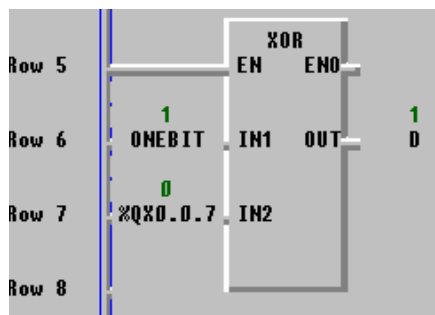 XOR
Row 5 EN ENO
1 1
Row 6 ONEBIT IN1 OUT D
0
Row 7 %QX0.0.7 IN2
Row 8